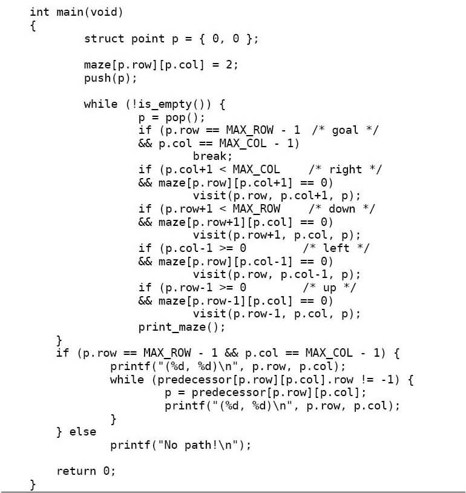 int main(void)
{
struct point p = { 0, 0 };
maze[p.row][p.col] = 2;
push(p);
while (!is_empty()) {
p = pop();
if (p.row == MAX_ROW - 1 /* goal */
&& p.col == MAX_COL - 1)
break;
if (p.col+1 < MAX_COL /* right */
&& maze[p.row][p.col+1] == 0)
visit(p.row, p.col+1, p);
if (p.row+1 < MAX_ROW /* down */
&& maze[p.row+1][p.col] == 0)
visit(p.row+1, p.col, p);
if (p.col-1 >= 0 /* left */
&& maze[p.row][p.col-1] == 0)
visit(p.row, p.col-1, p);
if (p.row-1 >= 0 /* up */
&& maze[p.row-1][p.col] == 0)
visit(p.row-1, p.col, p);
print_maze();
}
if (p.row == MAX_ROW - 1 && p.col == MAX_COL - 1) {
printf("(%d, %d)\n", p.row, p.col);
while (predecessor[p.row][p.col].row != -1) {
p = predecessor[p.row][p.col];
printf("(%d, %d)\n", p.row, p.col);
}
} else
printf("No path!\n");
return 0;
}